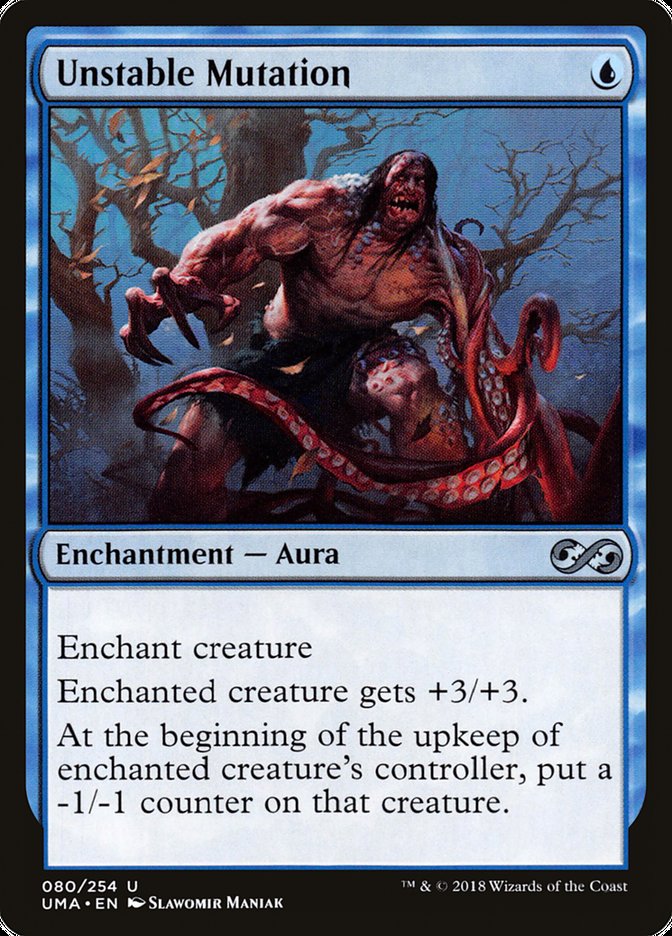 Unstable Mutation
Enchantment — Aura
Enchant creature
Enchanted creature gets +3/+3.
At the beginning of the upkeep of
enchanted creature's controller, put a
-1/-1 counter on that creature.
080/254 U
™ & © 2018 Wizards of the Coast
UMA • EN Slawomir Maniak